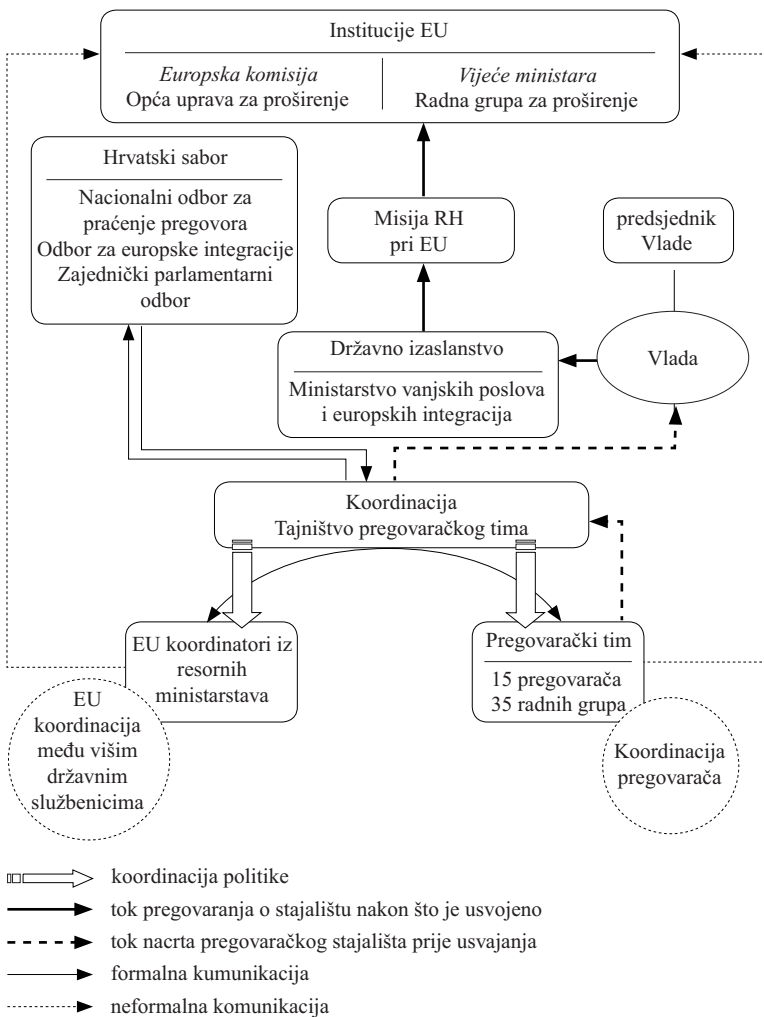 Institucije EU
Europska komisija
Opća uprava za proširenje
Vijeće ministara
Radna grupa za proširenje
Hrvatski sabor
Nacionalni odbor za
praćenje pregovora
Odbor za europske integracije
Zajednički parlamentarni
odbor
Misija RH
pri EU
predsjednik
Vlade
Državno izaslanstvo
Ministarstvo vanjskih poslova
i europskih integracija
Vlada
Koordinacija
Tajništvo pregovaračkog tima
EU koordinatori iz
resornih
ministarstava
Pregovarački tim
15 pregovarača
35 radnih grupa
EU
koordinacija
među višim
državnim
službenicima
Koordinacija
pregovarača
koordinacija politike
tok pregovaranja o stajalištu nakon što je usvojeno
tok nacrta pregovaračkog stajališta prije usvajanja
formalna kumunikacija
neformalna komunikacija